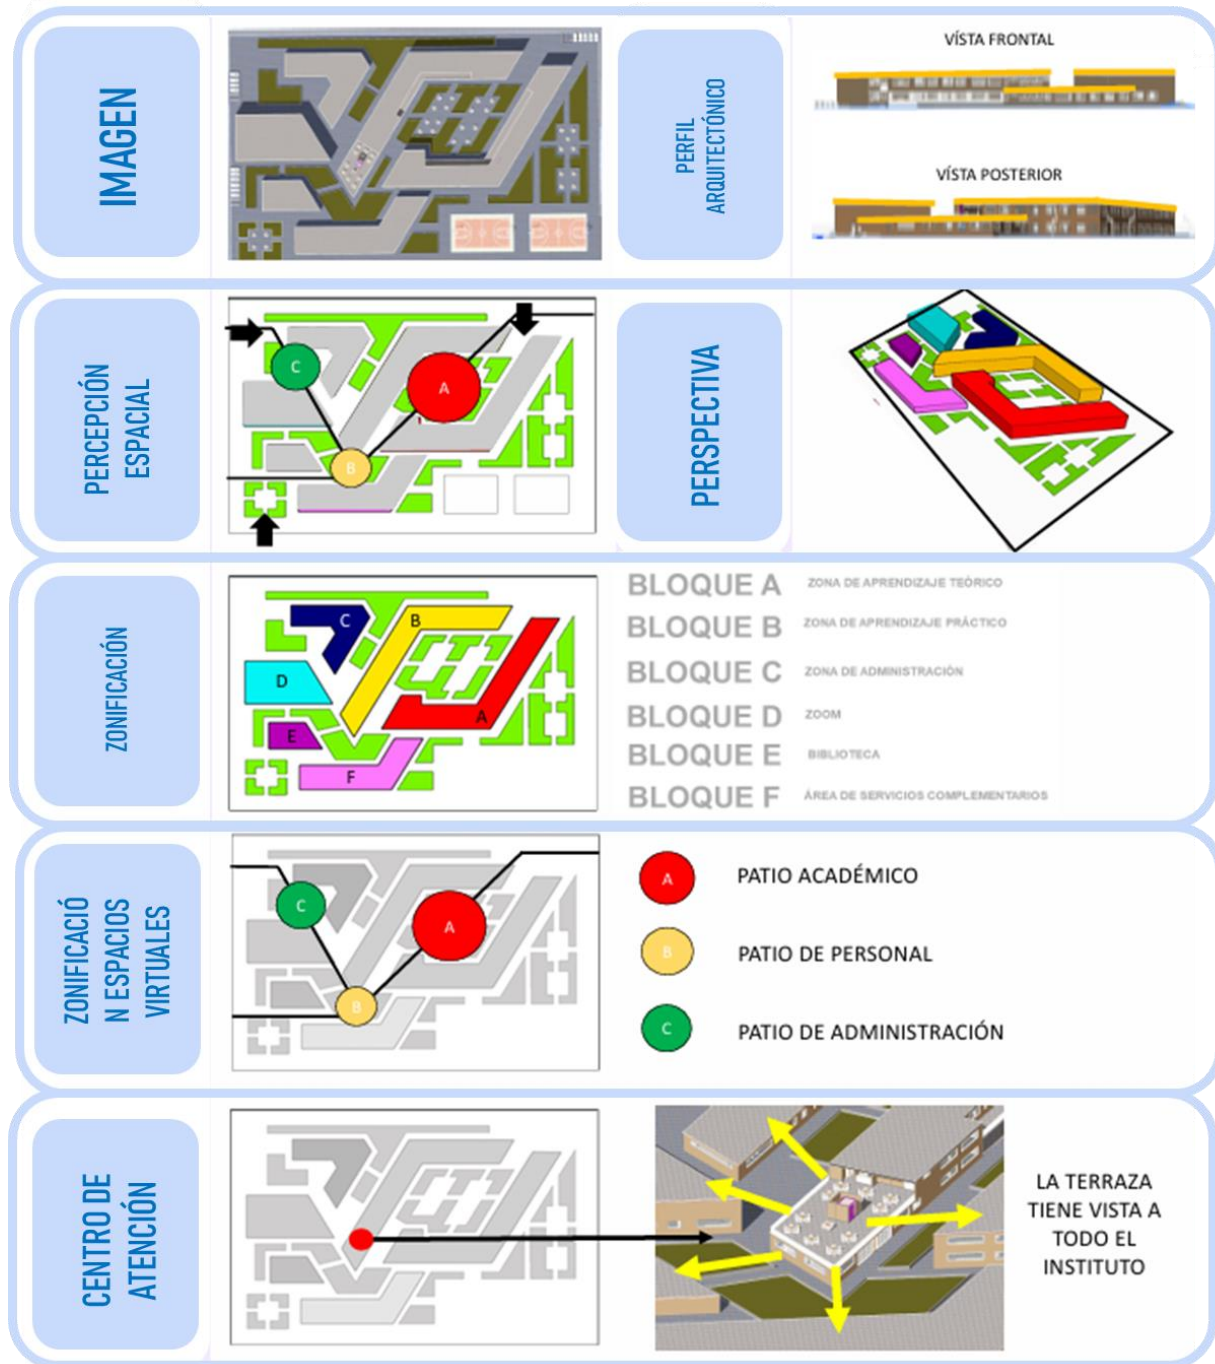 IMAGEN
PERFIL
ARQUITECTÓNICO
VÍSTA FRONTAL
VÍSTA POSTERIOR
PERCEPCIÓN
ESPACIAL
C
A
B
PERSPECTIVA
ZONIFICACIÓN
C
B
D
A
E
F
BLOQUE A ZONA DE APRENDIZAJE TEÓRICO
BLOQUE B ZONA DE APRENDIZAJE PRÁCTICO
BLOQUE C ZONA DE ADMINISTRACIÓN
BLOQUE D ZOOM
BLOQUE E BIBLIOTECA
BLOQUE F ÁREA DE SERVICIOS COMPLEMENTARIOS
ZONIFICACIÓ
N ESPACIOS
VIRTUALES
C
A
B
A PATIO ACADÉMICO
B PATIO DE PERSONAL
C PATIO DE ADMINISTRACIÓN
CENTRO DE
ATENCIÓN
LA TERRAZA
TIENE VISTA A
TODO EL
INSTITUTO